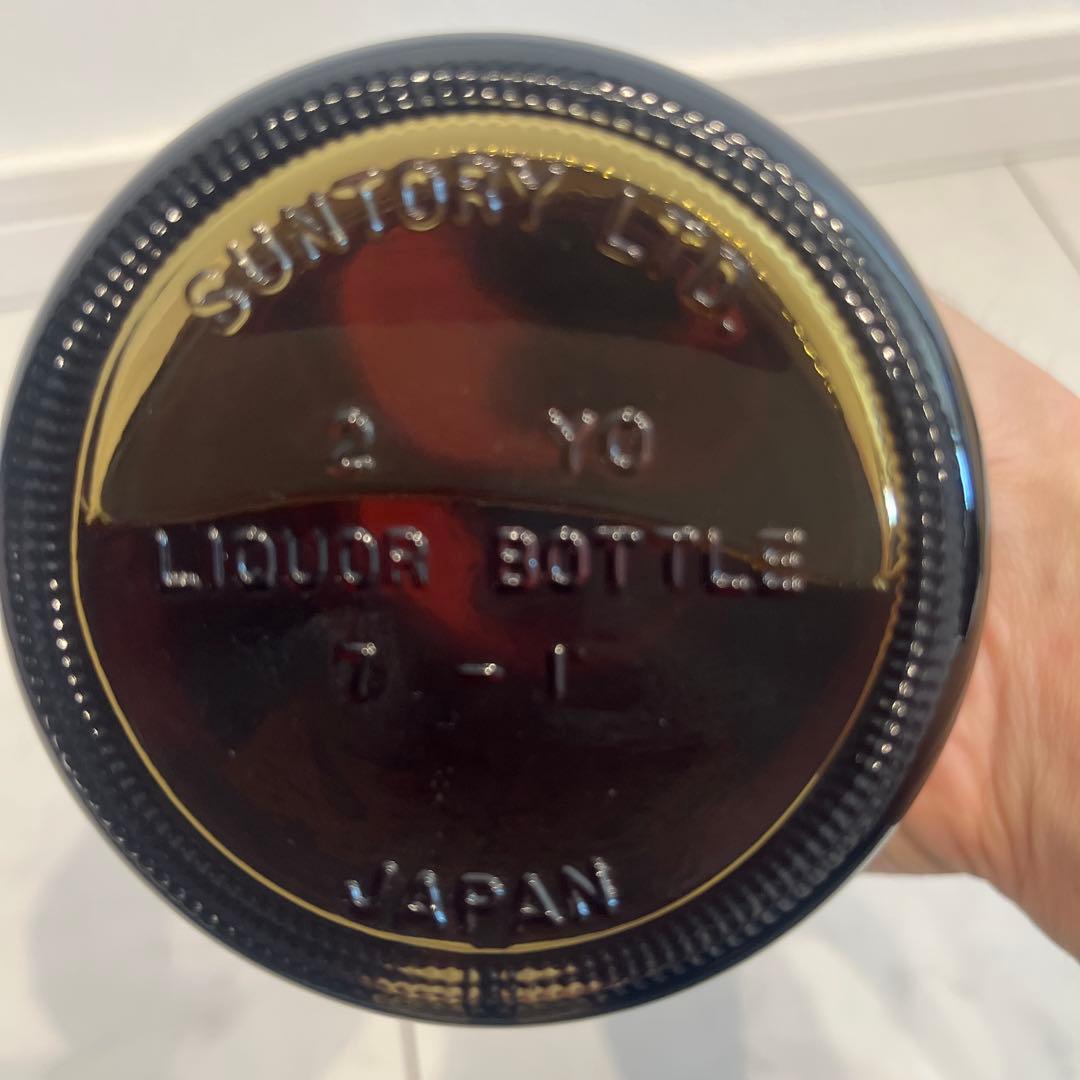 SUNTORY LTD.
2 YO
LIQUOR BOTTLE
7-1
JAPAN